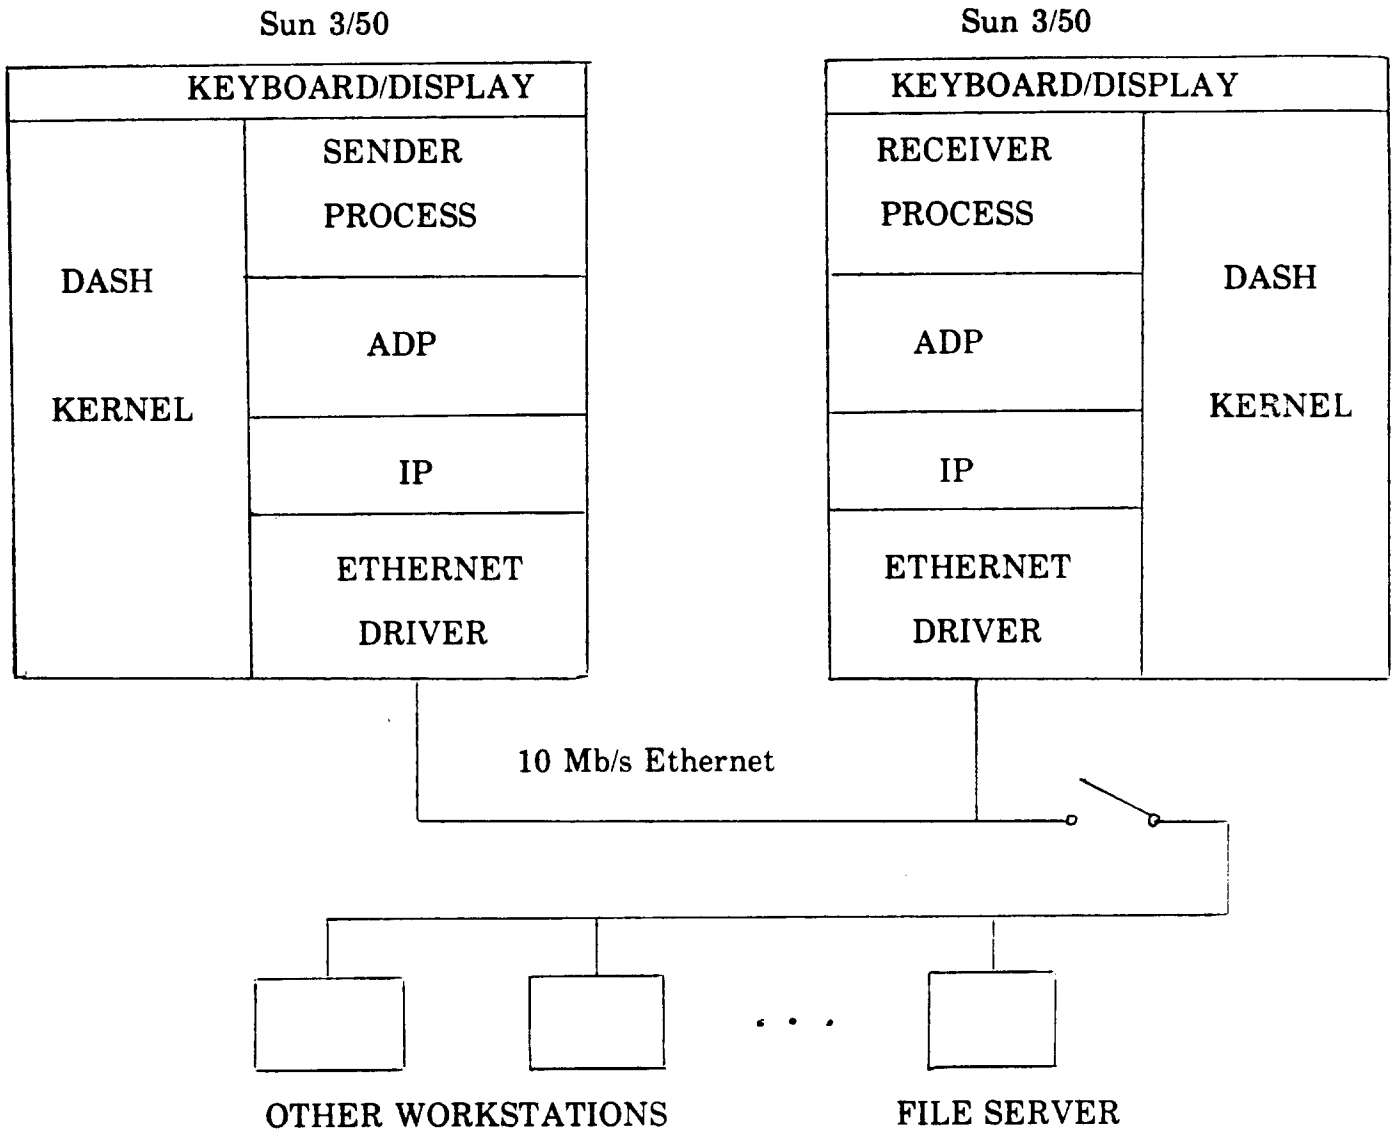 Sun 3/50
KEYBOARD/DISPLAY
SENDER
PROCESS
DASH
KERNEL
ADP
IP
ETHERNET
DRIVER
Sun 3/50
KEYBOARD/DISPLAY
RECEIVER
PROCESS
ADP
IP
ETHERNET
DRIVER
DASH
KERNEL
10 Mb/s Ethernet
OTHER WORKSTATIONS
FILE SERVER